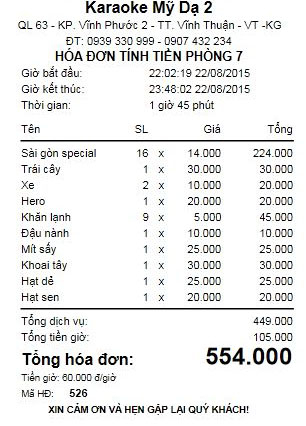 Karaoke Mỹ Dạ 2
QL 63 - KP. Vĩnh Phước 2 - TT. Vĩnh Thuận - VT -KG
ĐT: 0939 330 999 - 0907 432 234
HÓA ĐƠN TÍNH TIỀN PHÒNG 7
Giờ bắt đầu: 22:02:19 22/08/2015
Giờ kết thúc: 23:48:02 22/08/2015
Thời gian: 1 giờ 45 phút
Tên SL Giá Tổng
Sài gòn special 16 x 14.000 224.000
Trái cây 1 x 30.000 30.000
Xe 2 x 10.000 20.000
Hero 1 x 20.000 20.000
Khăn lạnh 9 x 5.000 45.000
Đậu nành 1 x 10.000 10.000
Mít sấy 1 x 25.000 25.000
Khoai tây 1 x 30.000 30.000
Hạt dẻ 1 x 25.000 25.000
Hạt sen 1 x 20.000 20.000
Tổng dịch vụ: 449.000
Tổng tiền giờ: 105.000
Tổng hóa đơn: 554.000
Tiền giờ: 60.000 đ/giờ
Mã HĐ: 526
XIN CẢM ƠN VÀ HẸN GẶP LẠI QUÝ KHÁCH!